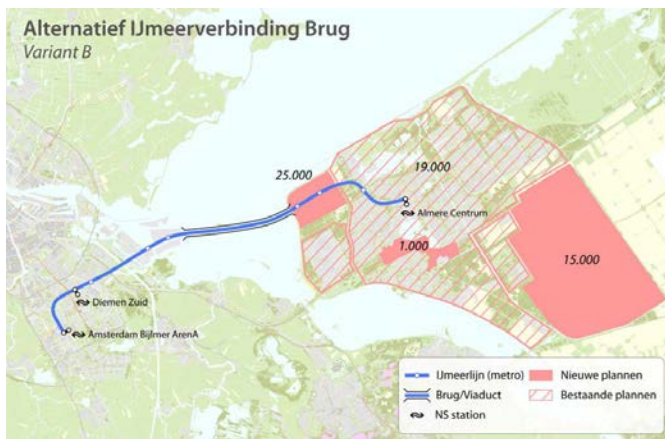 Alternatief IJmeerverbinding Brug
Variant B
25.000
19.000
Almere Centrum
1.000
15.000
Diemen Zuid
Amsterdam Bijlmer ArenA
IJmeerlijn (metro)
Nieuwe plannen
Brug/Viaduct
Bestaande plannen
NS station